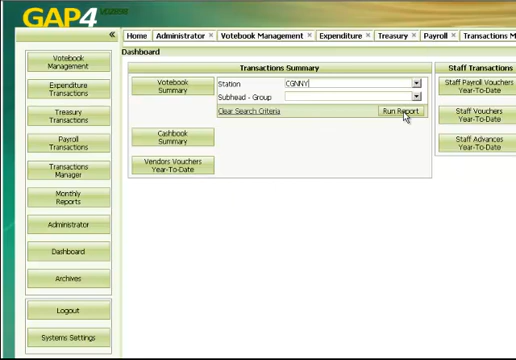 GAP4
«
Home Administrator × Votebook Management × Expenditure × Treasury × Payroll × Transactions M
Dashboard
Votebook
Management
Expenditure
Transactions
Treasury
Transactions
Payroll
Transactions
Transactions
Manager
Monthly
Reports
Administrator
Dashboard
Archives
Logout
Systems Settings
Transactions Summary
Votebook
Summary
Station CGNNY
Subhead - Group
Clear Search Criteria Run Report
Cashbook
Summary
Vendors Vouchers
Year-To-Date
Staff Transactions
Staff Payroll Vouchers
Year-To-Date
Staff Vouchers
Year-To-Date
Staff Advances
Year-To-Date